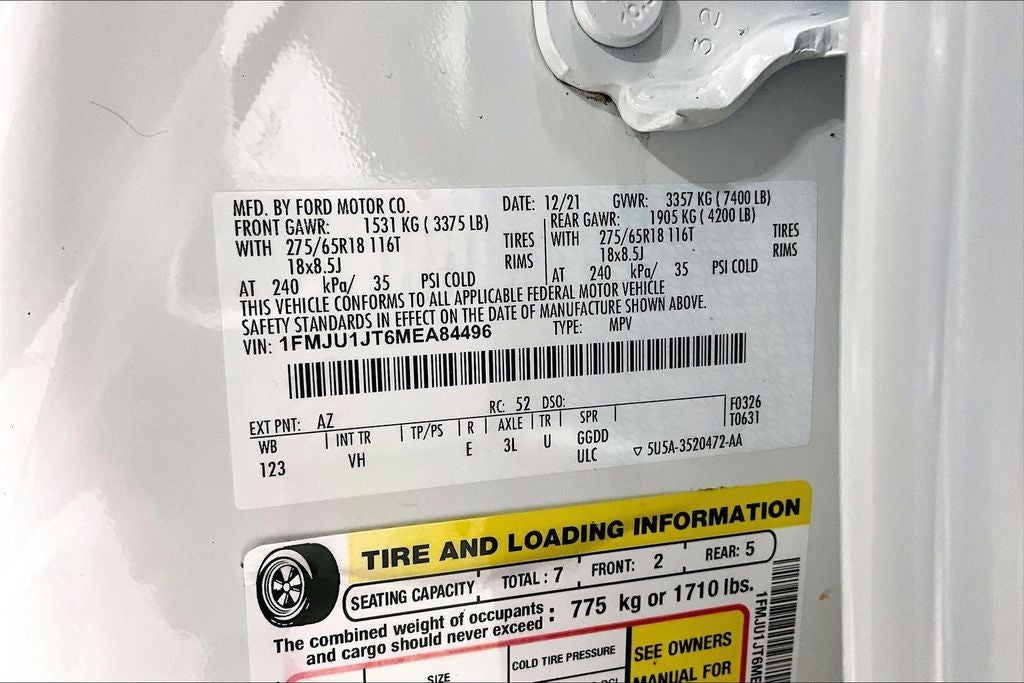 32
MFD. BY FORD MOTOR CO. DATE: 12/21 GVWR: 3357 KG ( 7400 LB)
FRONT GAWR: 1531 KG ( 3375 LB) REAR GAWR: 1905 KG ( 4200 LB)
WITH 275/65R18 116T TIRES WITH 275/65R18 116T TIRES
18x8.5J RIMS 18x8.5J RIMS
AT 240 kPa/ 35 PSI COLD AT 240 kPa/ 35 PSI COLD
THIS VEHICLE CONFORMS TO ALL APPLICABLE FEDERAL MOTOR VEHICLE
SAFETY STANDARDS IN EFFECT ON THE DATE OF MANUFACTURE SHOWN ABOVE.
VIN: 1FMJU1JT6MEA84496 TYPE: MPV
EXT PNT: AZ RC: 52 DSO: F0326
WB INT TR TP/PS R AXLE TR SPR T0631
123 VH E 3L U GGDD
ULC ▽ 5U5A-3520472-AA
TIRE AND LOADING INFORMATION
SEATING CAPACITY TOTAL : 7 FRONT: 2 REAR: 5
The combined weight of occupants
and cargo should never exceed : 775 kg or 1710 lbs.
SIZE COLD TIRE PRESSURE SEE OWNERS
MANUAL FOR
1FMJU1JT6ME